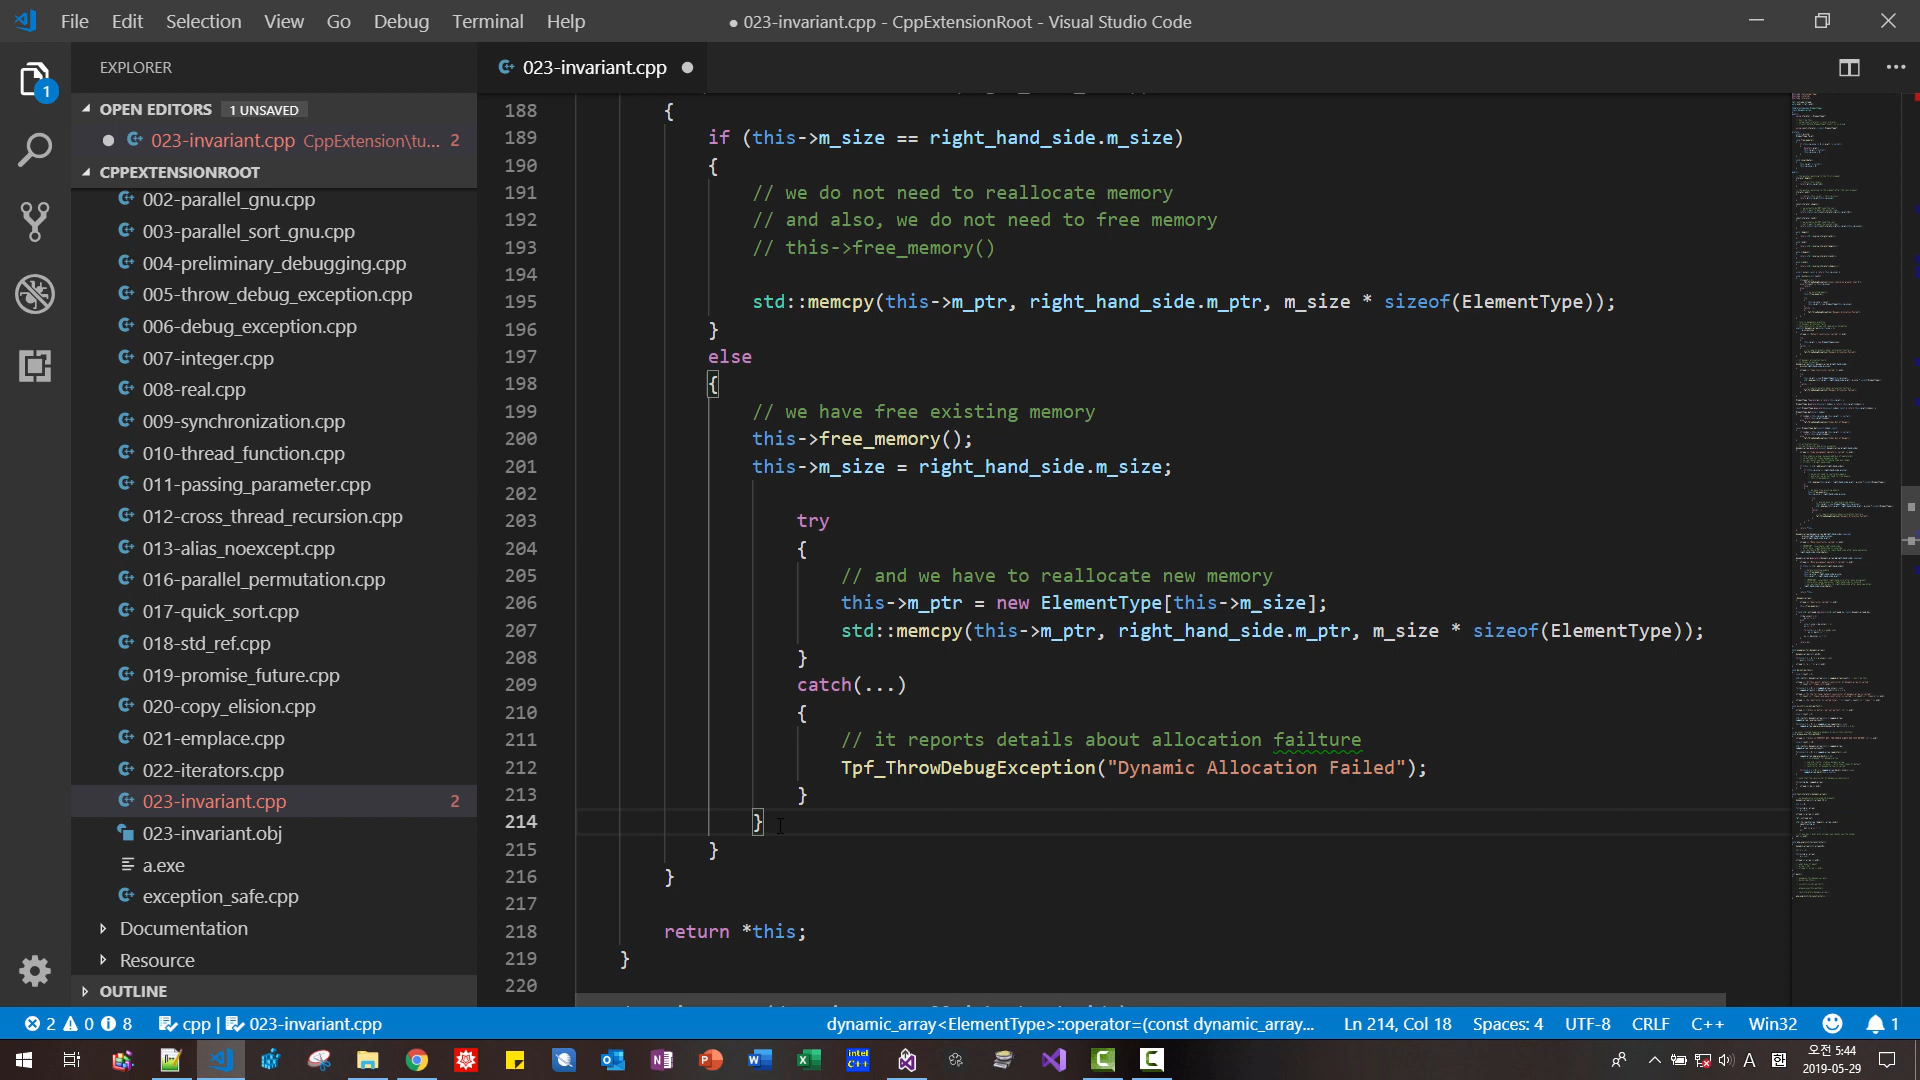 File Edit Selection View Go Debug Terminal Help
● 023-invariant.cpp - CppExtensionRoot - Visual Studio Code
EXPLORER
023-invariant.cpp
OPEN EDITORS 1 UNSAVED
023-invariant.cpp CppExtension\tu... 2
CPPEXTENSIONROOT
002-parallel_gnu.cpp
003-parallel_sort_gnu.cpp
004-preliminary_debugging.cpp
005-throw_debug_exception.cpp
006-debug_exception.cpp
007-integer.cpp
008-real.cpp
009-synchronization.cpp
010-thread_function.cpp
011-passing_parameter.cpp
012-cross_thread_recursion.cpp
013-alias_noexcept.cpp
016-parallel_permutation.cpp
017-quick_sort.cpp
018-std_ref.cpp
019-promise_future.cpp
020-copy_elision.cpp
021-emplace.cpp
022-iterators.cpp
023-invariant.cpp 2
023-invariant.obj
a.exe
exception_safe.cpp
Documentation
Resource
OUTLINE
1
188 {
189 if (this->m_size == right_hand_side.m_size)
190 {
191 // we do not need to reallocate memory
192 // and also, we do not need to free memory
193 // this->free_memory()
194
195 std::memcpy(this->m_ptr, right_hand_side.m_ptr, m_size * sizeof(ElementType));
196 }
197 else
198 {
199 // we have free existing memory
200 this->free_memory();
201 this->m_size = right_hand_side.m_size;
202
203 try
204 {
205 // and we have to reallocate new memory
206 this->m_ptr = new ElementType[this->m_size];
207 std::memcpy(this->m_ptr, right_hand_side.m_ptr, m_size * sizeof(ElementType));
208 }
209 catch(...)
210 {
211 // it reports details about allocation failture
212 Tpf_ThrowDebugException("Dynamic Allocation Failed");
213 }
214 }
215 }
216 }
217
218 return *this;
219 }
220
2 0 8 cpp | 023-invariant.cpp
dynamic_array<ElementType>::operator=(const dynamic_array... Ln 214, Col 18 Spaces: 4 UTF-8 CRLF C++ Win32 1
intel C++
A
오전 5:44
2019-05-29